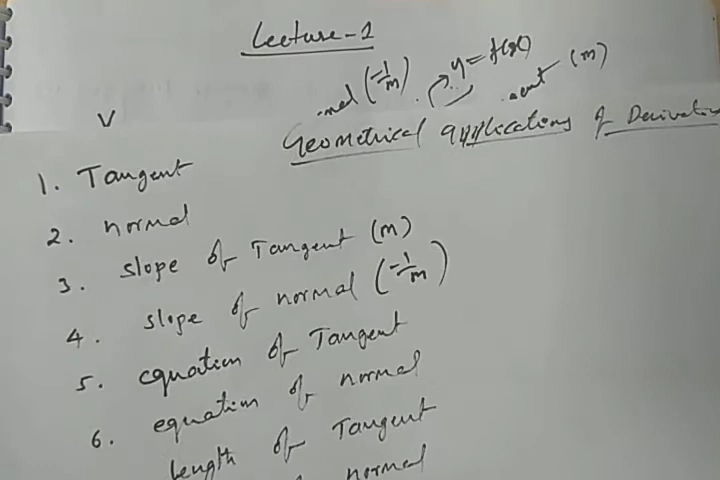 Lecture-1
y = f(x)
(m)
(-1/m)
Geometrical applications of
V
1. Tangent
2. normal
3. slope of Tangent (m)
4. slope of normal (-1/m)
5. equation of Tangent
6. equation of normal
length of Tangent
normal